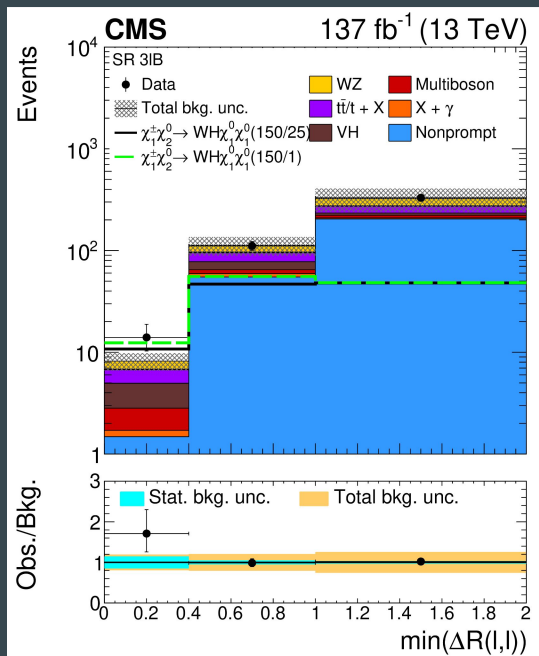 CMS 137 fb⁻¹ (13 TeV)
Events
10⁴
10³
10²
10
1
SR 3lB
Data
Total bkg. unc.
χ̃₁±χ̃₂⁰→ WHχ̃₁⁰χ̃₁⁰(150/25)
χ̃₁±χ̃₂⁰→ WHχ̃₁⁰χ̃₁⁰(150/1)
WZ
Multiboson
tt̄/t + X
X + γ
VH
Nonprompt
Obs./Bkg.
3
2
1
0
Stat. bkg. unc.
Total bkg. unc.
0 0.2 0.4 0.6 0.8 1 1.2 1.4 1.6 1.8 2
min(ΔR(l,l))